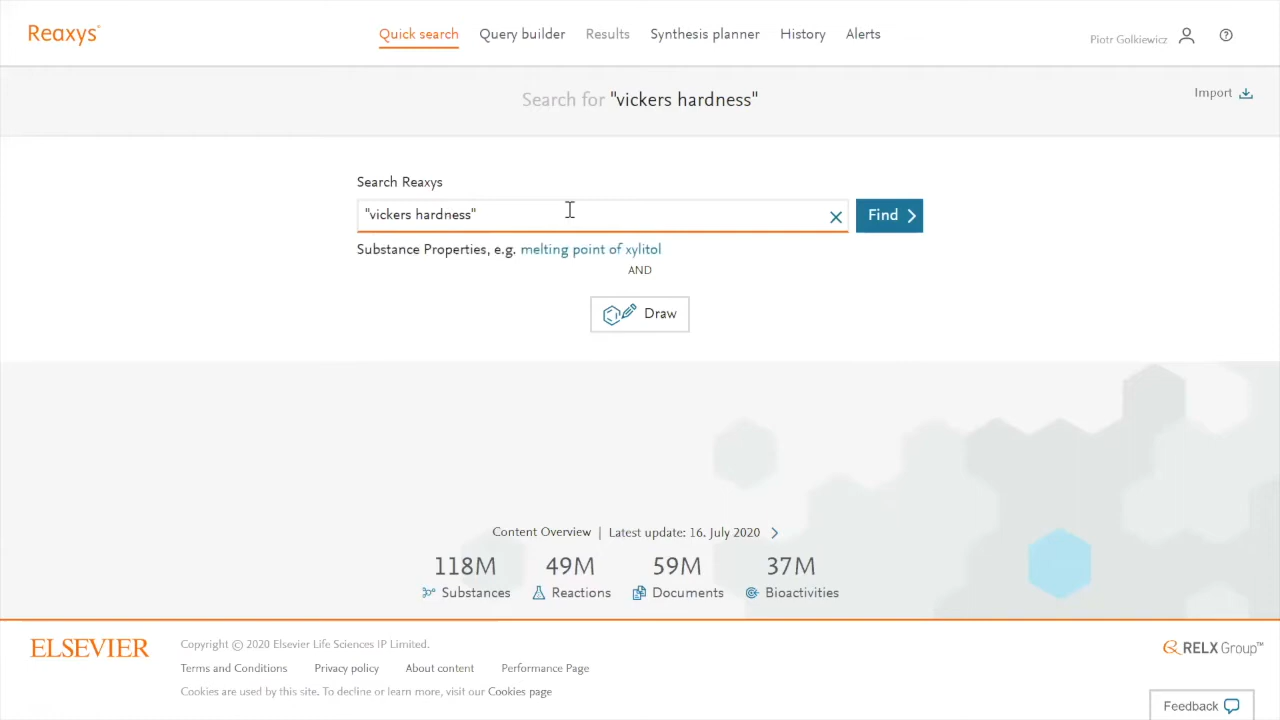 Reaxys®
Quick search Query builder Results Synthesis planner History Alerts
Piotr Golkiewicz
Search for "vickers hardness"
Import
Search Reaxys
"vickers hardness"
Find
Substance Properties, e.g. melting point of xylitol
AND
Draw
Content Overview | Latest update: 16. July 2020
118M 49M 59M 37M
Substances Reactions Documents Bioactivities
ELSEVIER
Copyright © 2020 Elsevier Life Sciences IP Limited.
Terms and Conditions Privacy policy About content Performance Page
Cookies are used by this site. To decline or learn more, visit our Cookies page
RELX Group™
Feedback